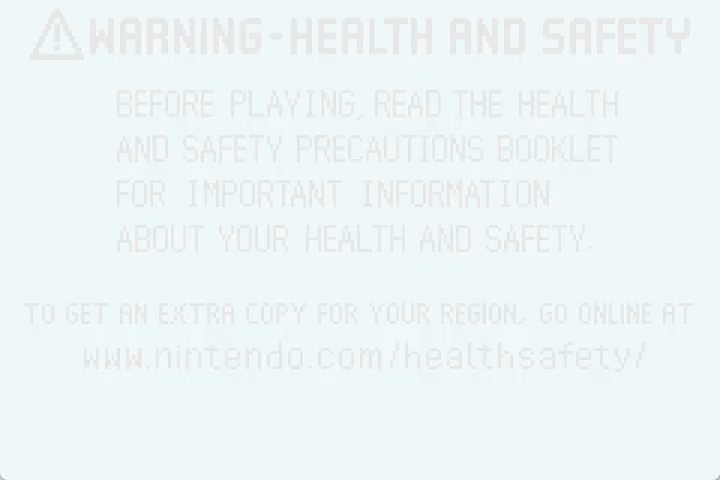 WARNING-HEALTH AND SAFETY
BEFORE PLAYING, READ THE HEALTH
AND SAFETY PRECAUTIONS BOOKLET
FOR IMPORTANT INFORMATION
ABOUT YOUR HEALTH AND SAFETY.
TO GET AN EXTRA COPY FOR YOUR REGION, GO ONLINE AT
www.nintendo.com/healthsafety/